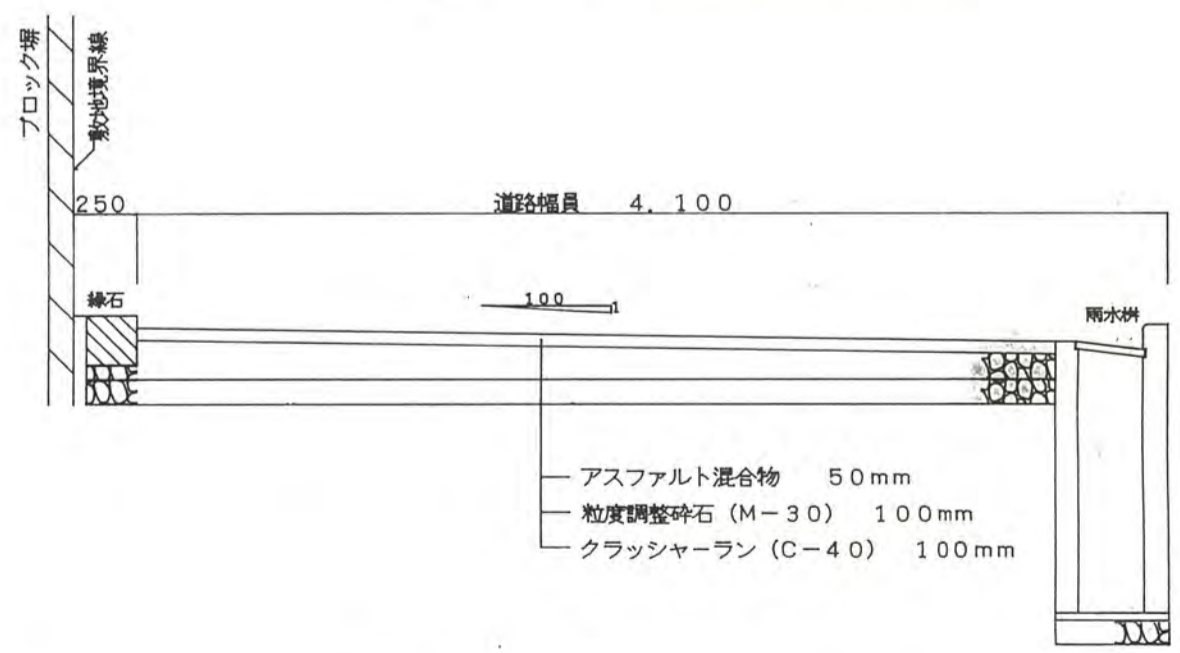 ブロック塀
敷地境界線
250
道路幅員 4.100
縁石
100
1
雨水桝
アスファルト混合物 50mm
粒度調整砕石(M-30) 100mm
クラッシャーラン(C-40) 100mm